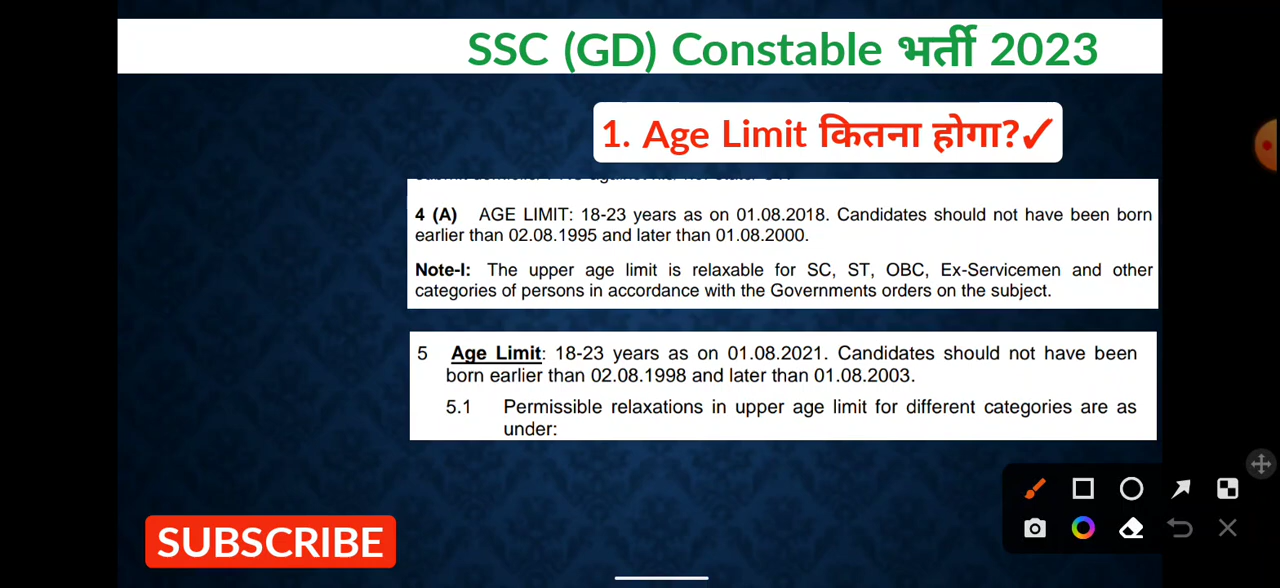 SSC (GD) Constable भर्ती 2023
1. Age Limit कितना होगा?✓
4 (A) AGE LIMIT: 18-23 years as on 01.08.2018. Candidates should not have been born
earlier than 02.08.1995 and later than 01.08.2000.
Note-I: The upper age limit is relaxable for SC, ST, OBC, Ex-Servicemen and other
categories of persons in accordance with the Governments orders on the subject.
5 Age Limit: 18-23 years as on 01.08.2021. Candidates should not have been
born earlier than 02.08.1998 and later than 01.08.2003.
5.1 Permissible relaxations in upper age limit for different categories are as
under:
SUBSCRIBE